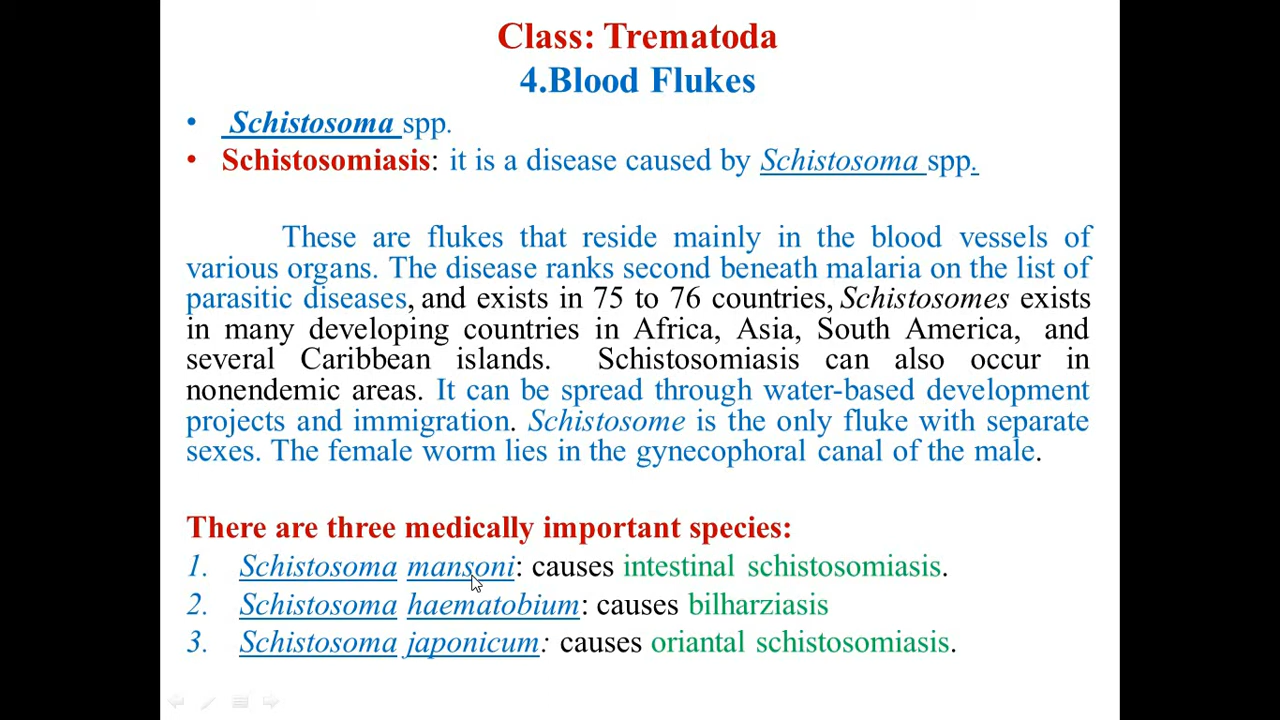 Class: Trematoda
4.Blood Flukes
• Schistosoma spp.
• Schistosomiasis: it is a disease caused by Schistosoma spp.
These are flukes that reside mainly in the blood vessels of
various organs. The disease ranks second beneath malaria on the list of
parasitic diseases, and exists in 75 to 76 countries, Schistosomes exists
in many developing countries in Africa, Asia, South America, and
several Caribbean islands. Schistosomiasis can also occur in
nonendemic areas. It can be spread through water-based development
projects and immigration. Schistosome is the only fluke with separate
sexes. The female worm lies in the gynecophoral canal of the male.
There are three medically important species:
1. Schistosoma mansoni: causes intestinal schistosomiasis.
2. Schistosoma haematobium: causes bilharziasis
3. Schistosoma japonicum: causes oriantal schistosomiasis.